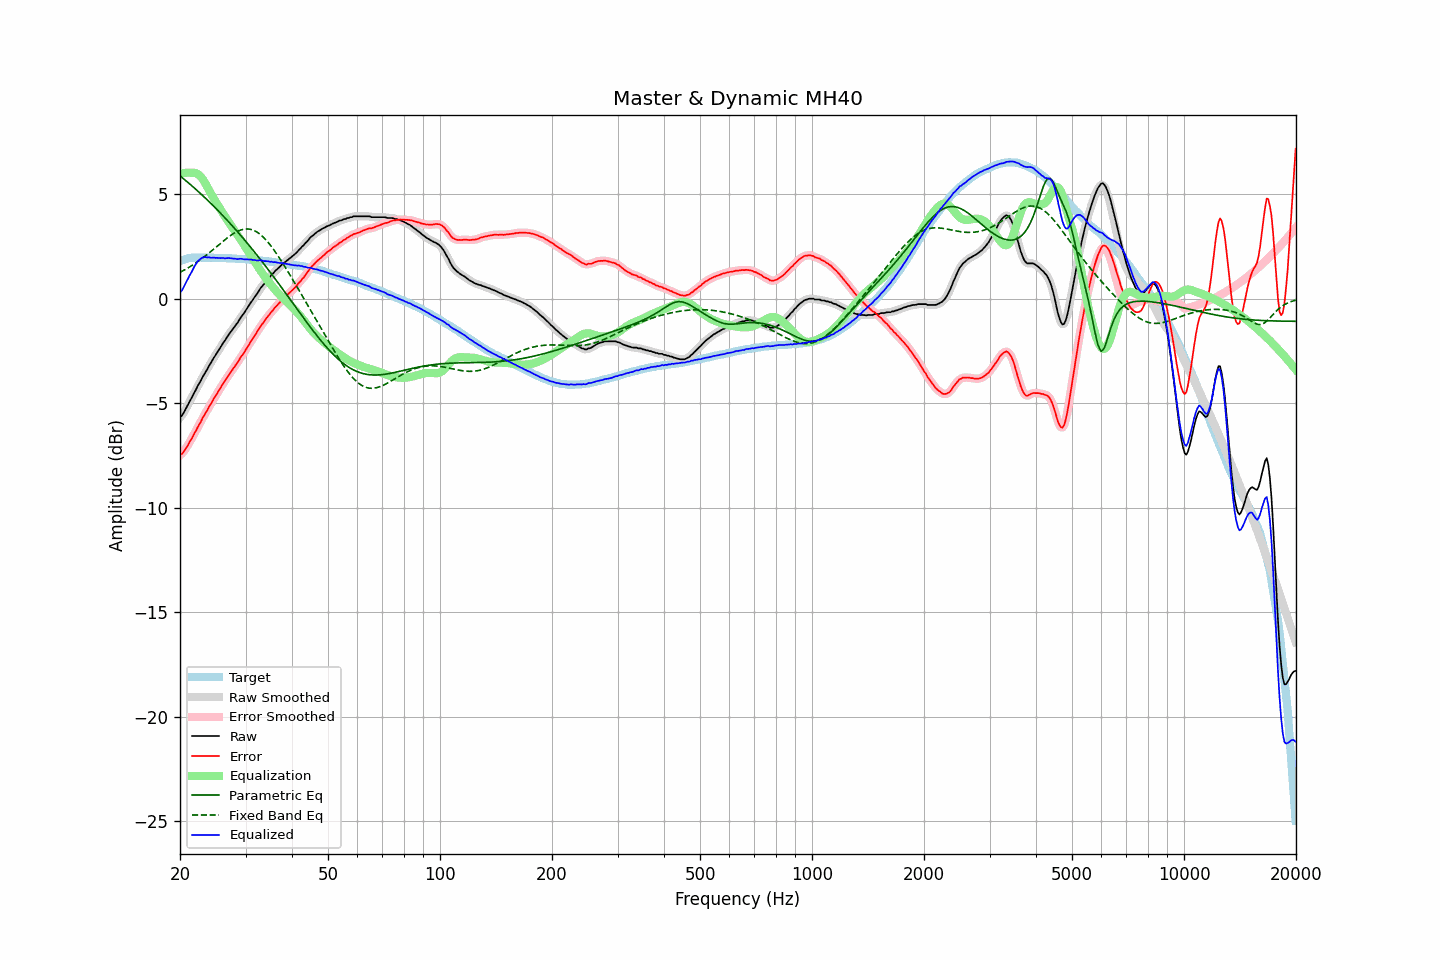 Master & Dynamic MH40
Amplitude (dBr)
5
0
−5
−10
−15
−20
−25
Target
Raw Smoothed
Error Smoothed
Raw
Error
Equalization
Parametric Eq
Fixed Band Eq
Equalized
20
50
100
200
500
1000
2000
5000
10000
20000
Frequency (Hz)